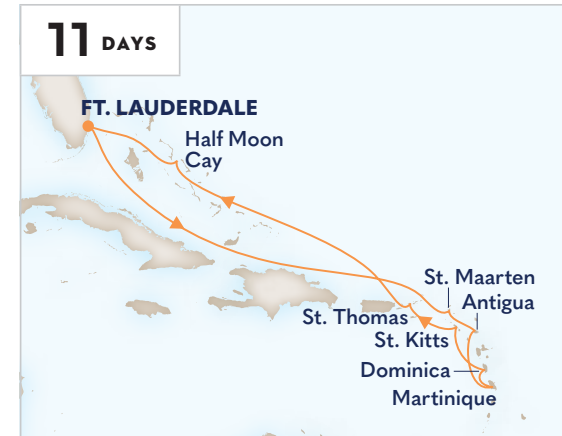 11 DAYS
FT. LAUDERDALE
Half Moon
Cay
St. Maarten
Antigua
St. Thomas
St. Kitts
Dominica
Martinique